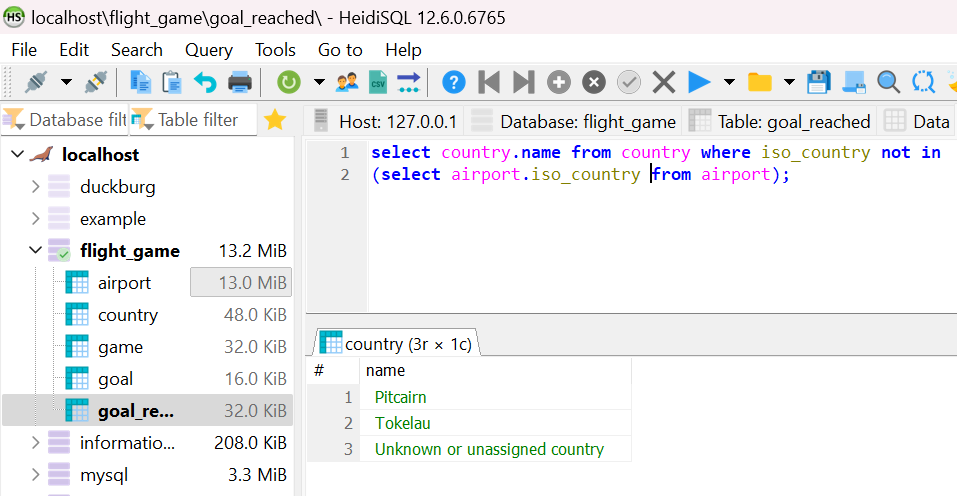 HS localhost\flight_game\goal_reached\ - HeidiSQL 12.6.0.6765
File Edit Search Query Tools Go to Help
CSV
Database filt Table filter
Host: 127.0.0.1 Database: flight_game Table: goal_reached Data
localhost
duckburg
example
flight_game 13.2 MiB
airport 13.0 MiB
country 48.0 KiB
game 32.0 KiB
goal 16.0 KiB
goal_re... 32.0 KiB
informatio... 208.0 KiB
mysql 3.3 MiB
1 select country.name from country where iso_country not in
2 (select airport.iso_country from airport);
country (3r × 1c)
# name
1 Pitcairn
2 Tokelau
3 Unknown or unassigned country